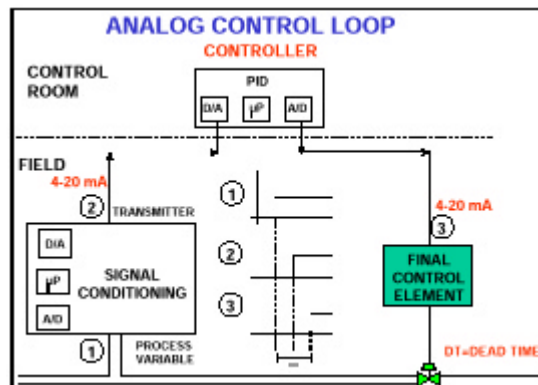 ANALOG CONTROL LOOP
CONTROLLER
CONTROL
ROOM
PID
D/A
µP
A/D
FIELD
4-20 mA
2
TRANSMITTER
D/A
µP
A/D
SIGNAL
CONDITIONING
1
PROCESS
VARIABLE
1
2
3
4-20 mA
3
FINAL
CONTROL
ELEMENT
DT=DEAD TIME